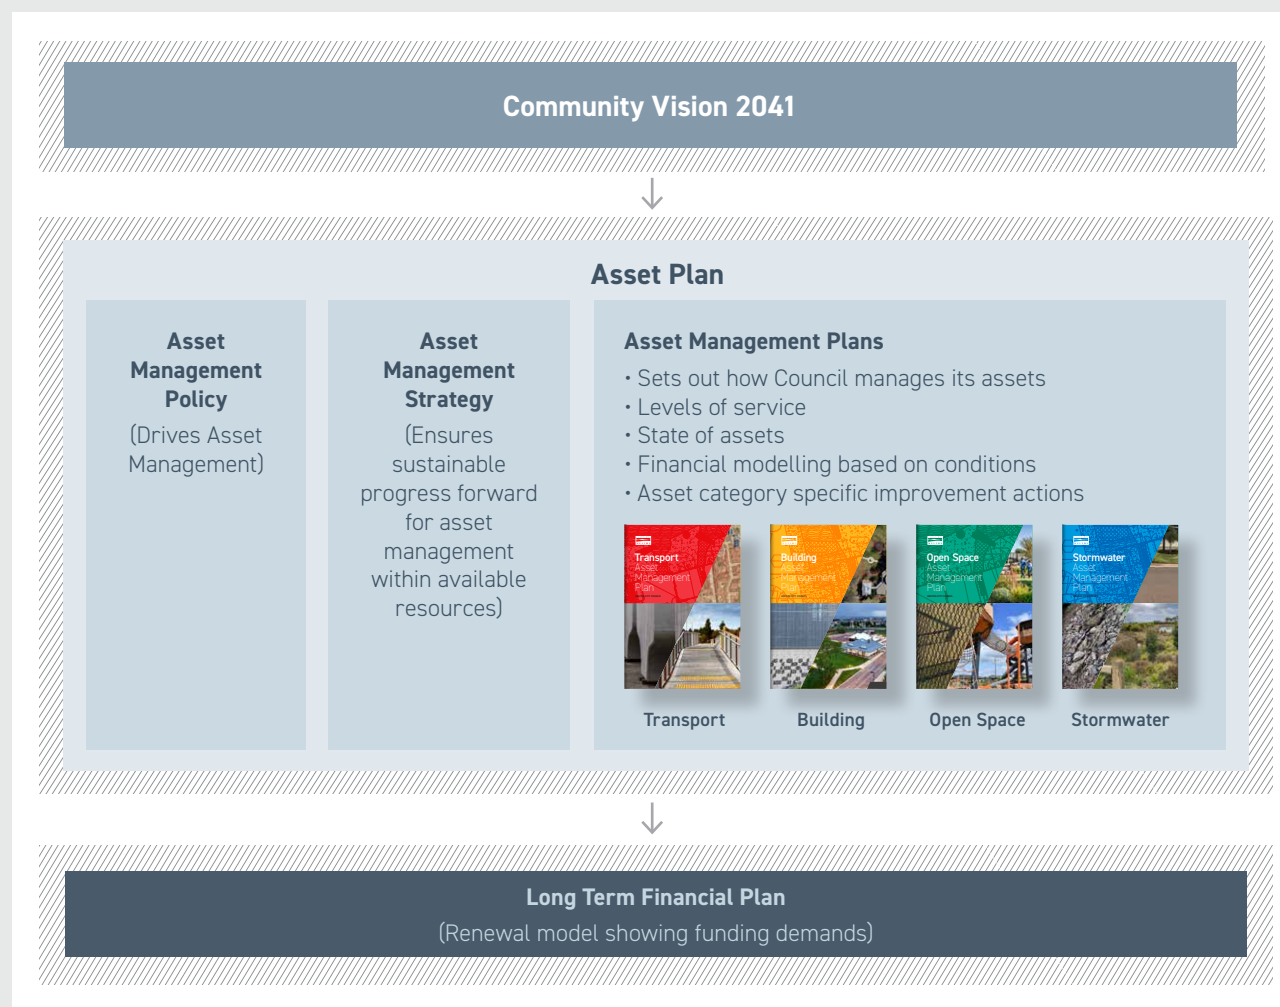 Community Vision 2041
Asset Plan
Asset
Management
Policy
(Drives Asset
Management)
Asset
Management
Strategy
(Ensures
sustainable
progress forward
for asset
management
within available
resources)
Asset Management Plans
• Sets out how Council manages its assets
• Levels of service
• State of assets
• Financial modelling based on conditions
• Asset category specific improvement actions
Transport
Asset
Management
Plan
Building
Asset
Management
Plan
Open Space
Asset
Management
Plan
Stormwater
Asset
Management
Plan
Transport
Building
Open Space
Stormwater
Long Term Financial Plan
(Renewal model showing funding demands)